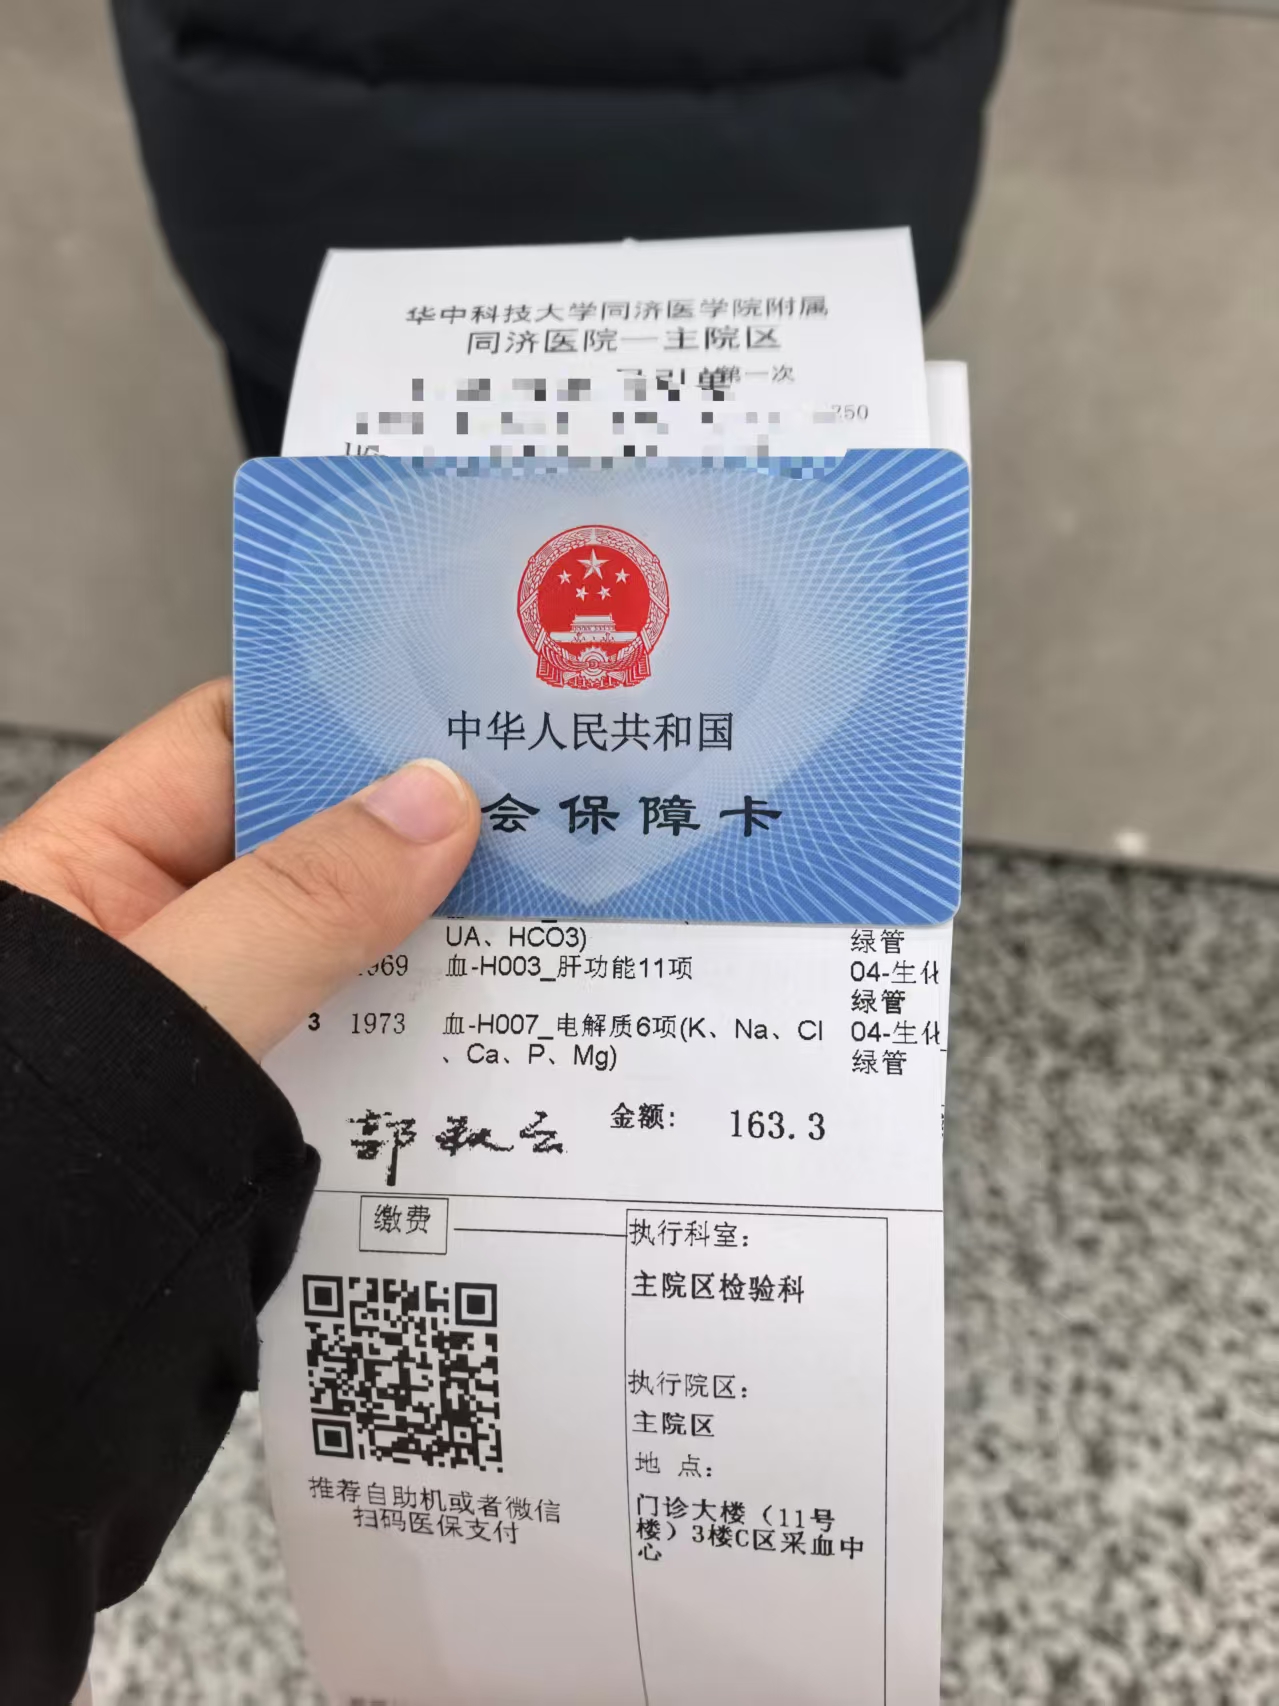 华中科技大学同济医学院附属
同济医院—主院区
引单 第一次
250
中华人民共和国
会保障卡
UA、HCO3) 绿管
969 血-H003_肝功能11项 04-生化
绿管
3 1973 血-H007_电解质6项(K、Na、Cl 04-生化
、Ca、P、Mg) 绿管
金额: 163.3
缴费
执行科室:
主院区检验科
执行院区:
主院区
地 点:
门诊大楼（11号
楼）3楼C区采血中
心
推荐自助机或者微信
扫码医保支付